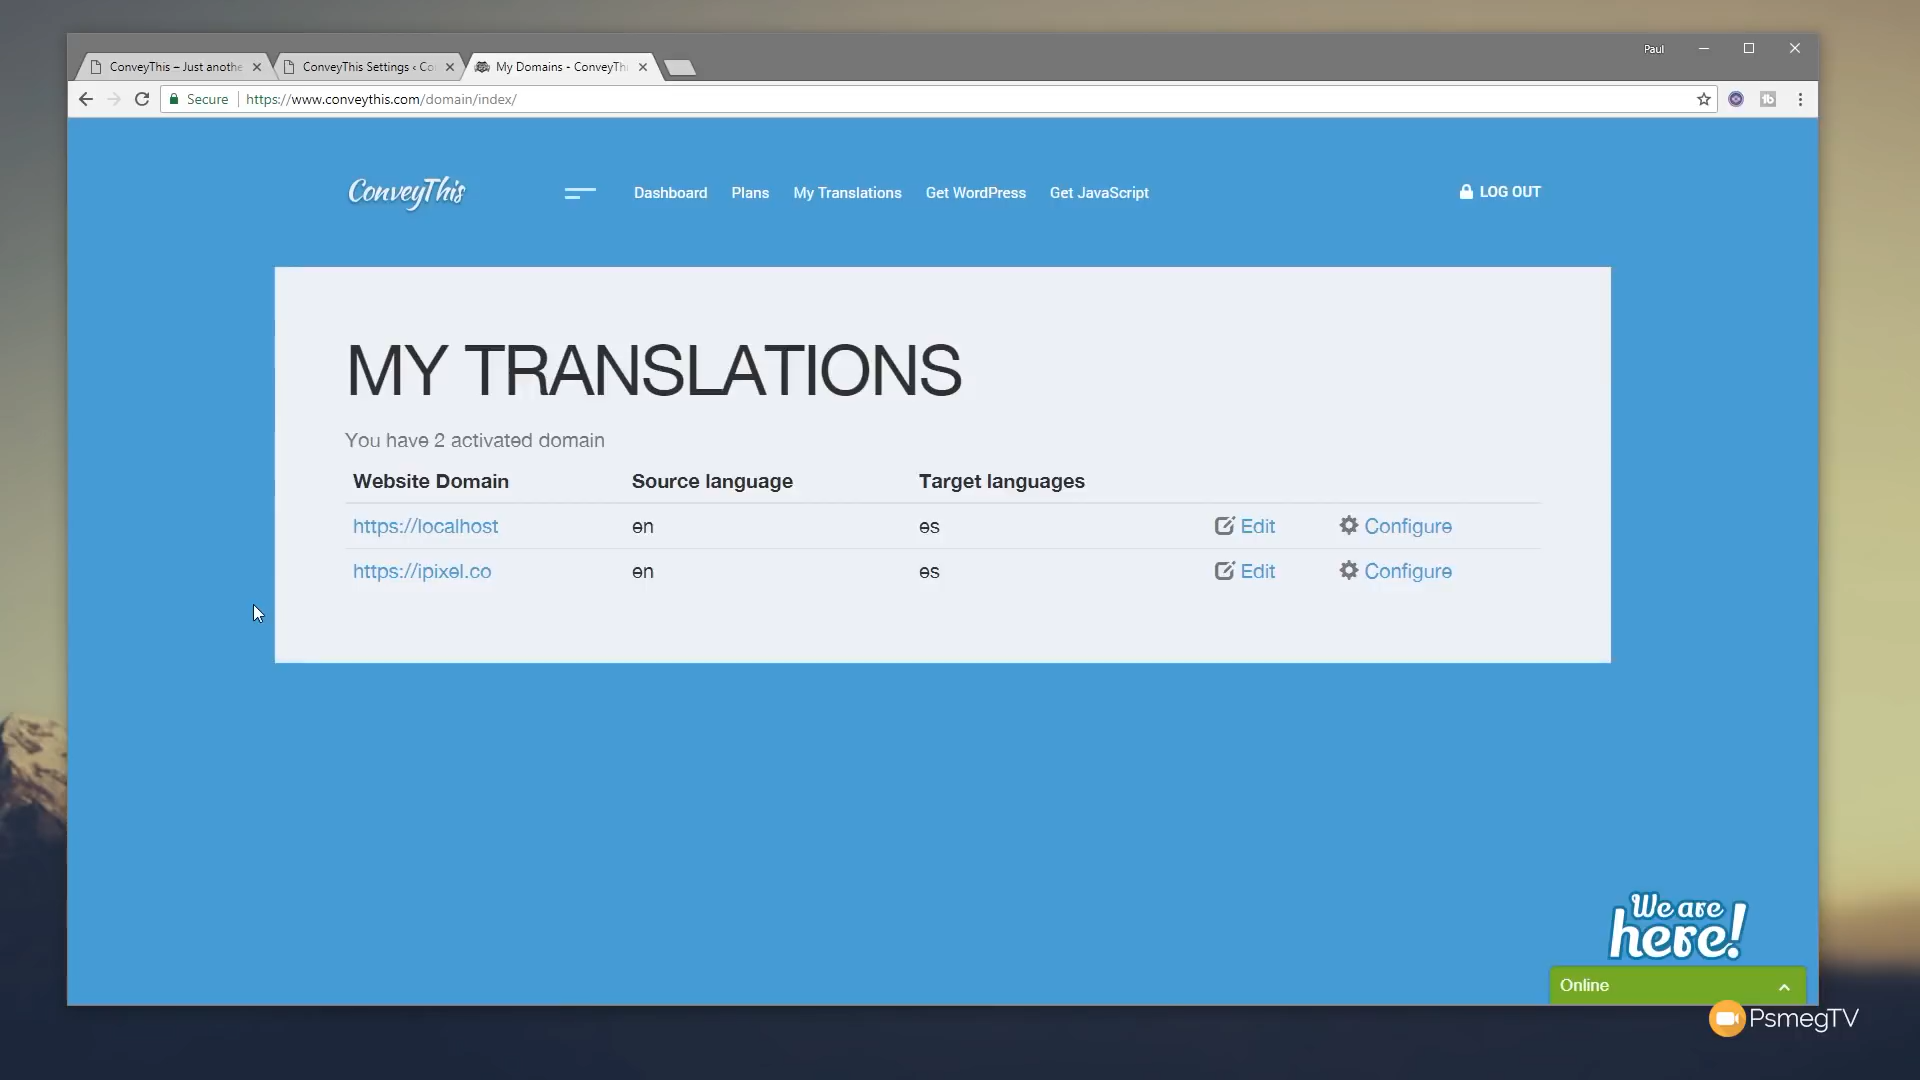 Paul
ConveyThis – Just anothe
ConveyThis Settings ‹ Co
My Domains - ConveyTh
Secure
https://www.conveythis.com/domain/index/
ConveyThis
Dashboard
Plans
My Translations
Get WordPress
Get JavaScript
LOG OUT
MY TRANSLATIONS
You have 2 activated domain
Website Domain Source language Target languages
https://localhost en es Edit Configure
https://ipixel.co en es Edit Configure
We are
here!
Online
PsmegTV